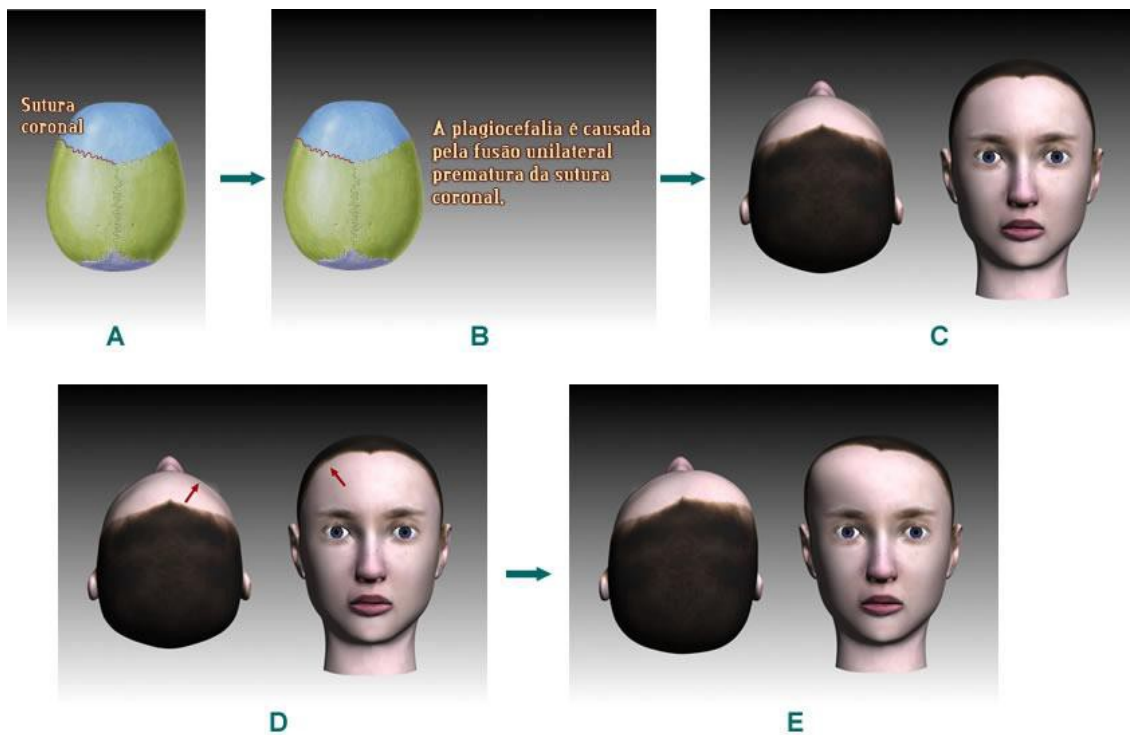 Sutura
coronal
A plagiocefalia é causada
pela fusão unilateral
prematura da sutura
coronal.
A
B
C
D
E